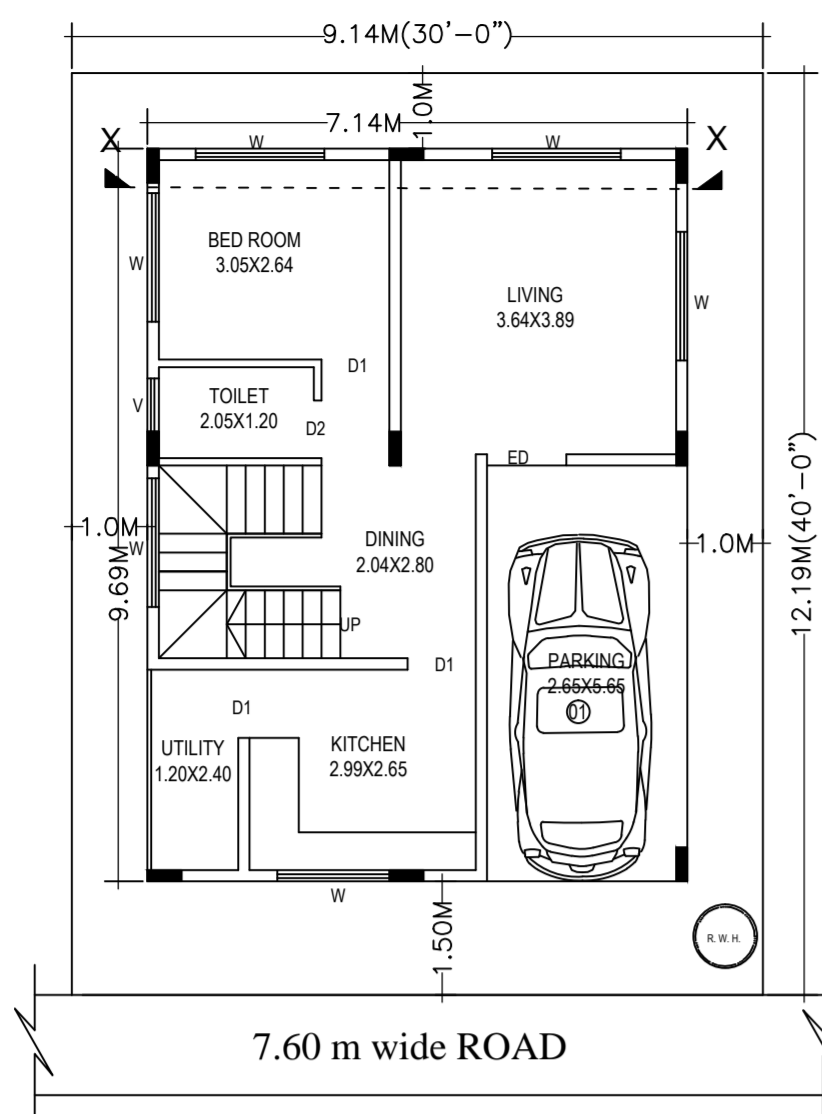 9.14M(30'-0")
1.0M
7.14M
X
X
W
W
BED ROOM
3.05X2.64
W
LIVING
3.64X3.89
W
D1
TOILET
2.05X1.20
V
D2
ED
1.0M
W
9.69M
DINING
2.04X2.80
1.0M
12.19M(40'-0")
UP
D1
PARKING
2.65X5.65
01
D1
UTILITY
1.20X2.40
KITCHEN
2.99X2.65
W
1.50M
R. W. H.
7.60 m wide ROAD